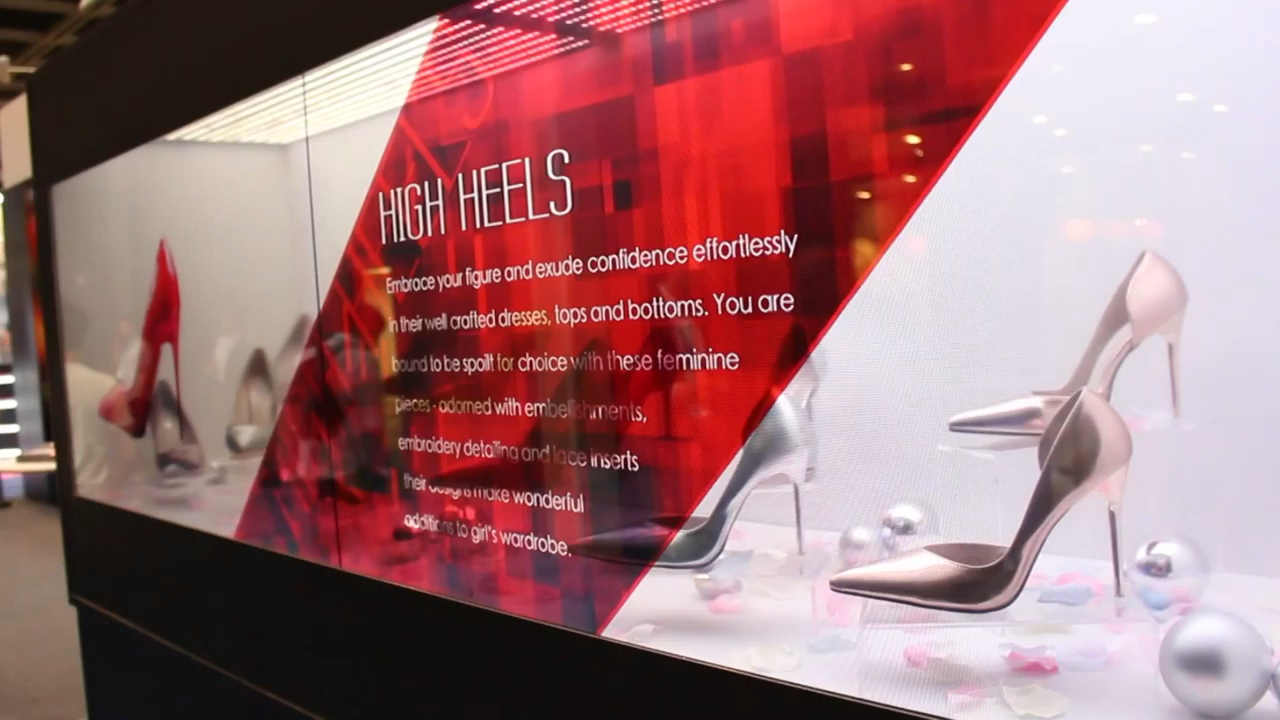 HIGH HEELS
Embrace your figure and exude confidence effortlessly
in their well crafted dresses, tops and bottoms. You are
bound to be spoilt for choice with these feminine
pieces - adorned with embellishments,
embroidery detailing and lace inserts
their designs make wonderful
additions to girl's wardrobe.